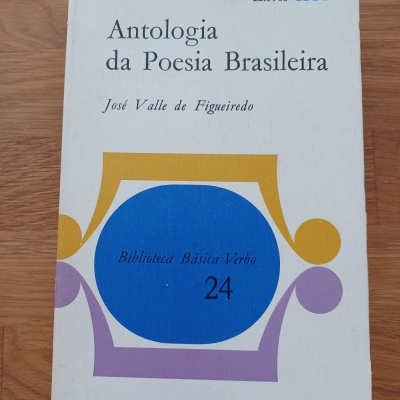 Antologia
da Poesia Brasileira
José Valle de Figueiredo
Biblioteca Básica Verbo
24